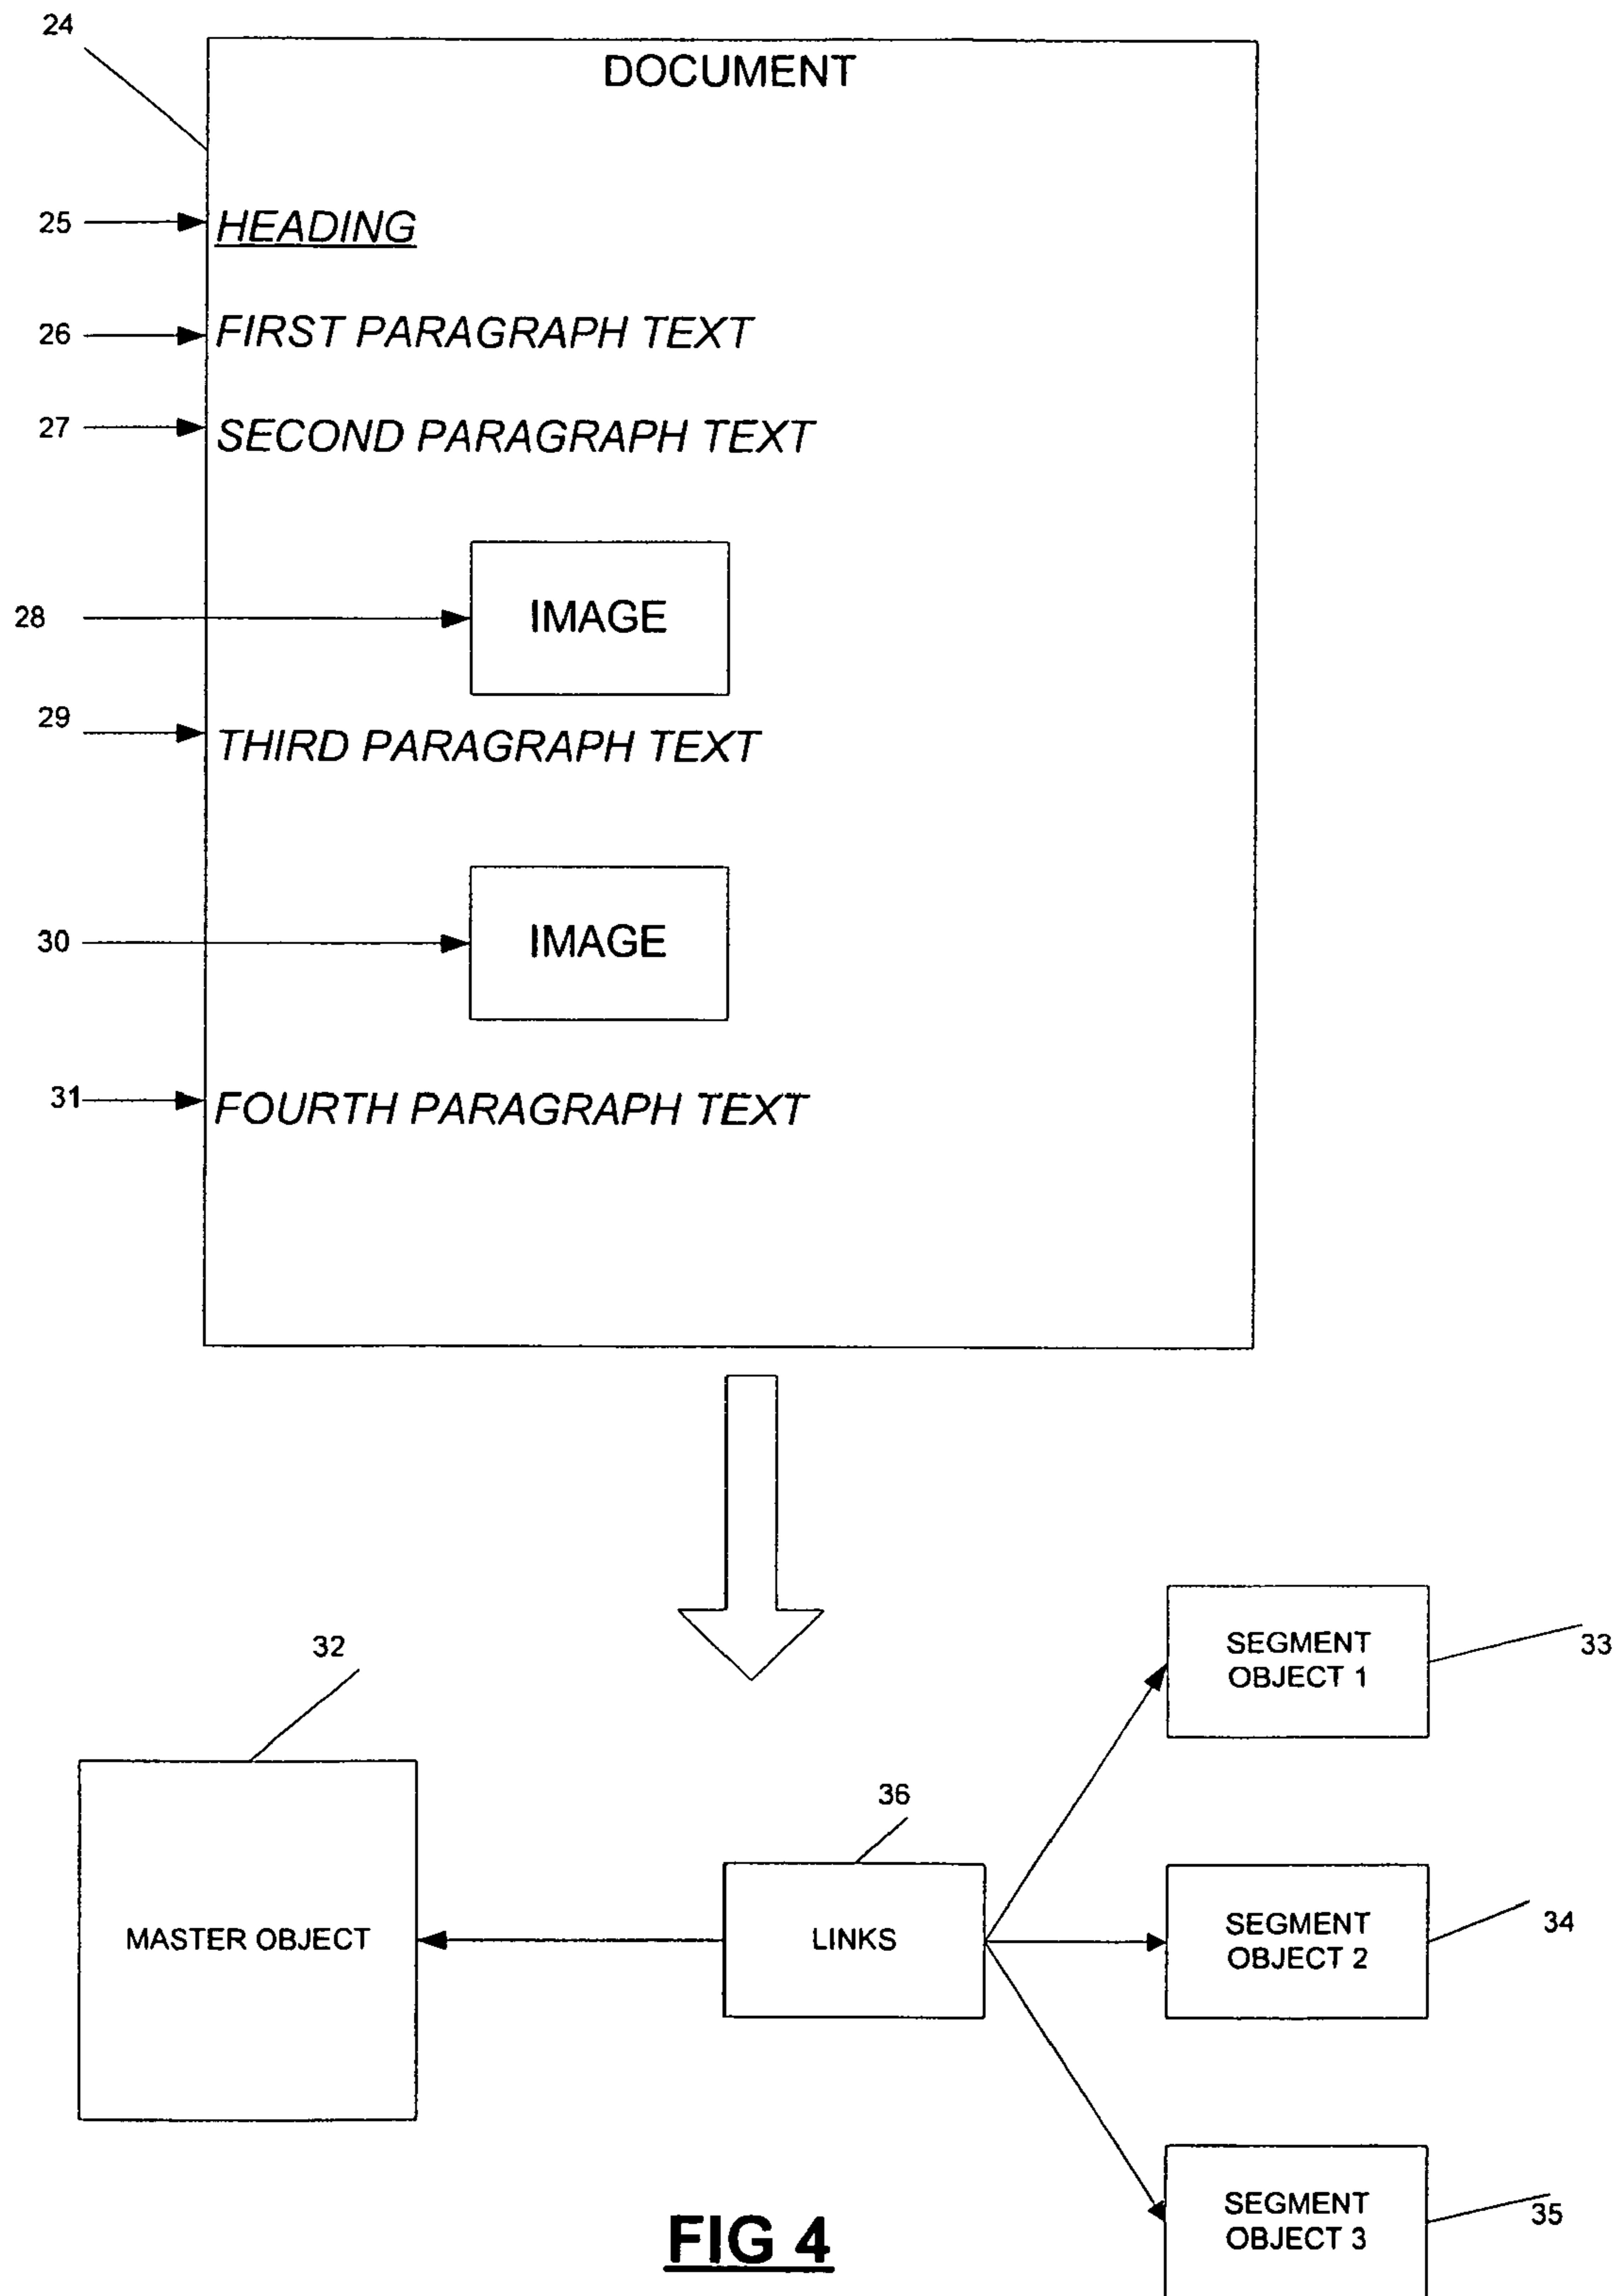 24
DOCUMENT
25
HEADING
26
FIRST PARAGRAPH TEXT
27
SECOND PARAGRAPH TEXT
28
IMAGE
29
THIRD PARAGRAPH TEXT
30
IMAGE
31
FOURTH PARAGRAPH TEXT
32
MASTER OBJECT
36
LINKS
SEGMENT
OBJECT 1
33
SEGMENT
OBJECT 2
34
SEGMENT
OBJECT 3
35
FIG 4